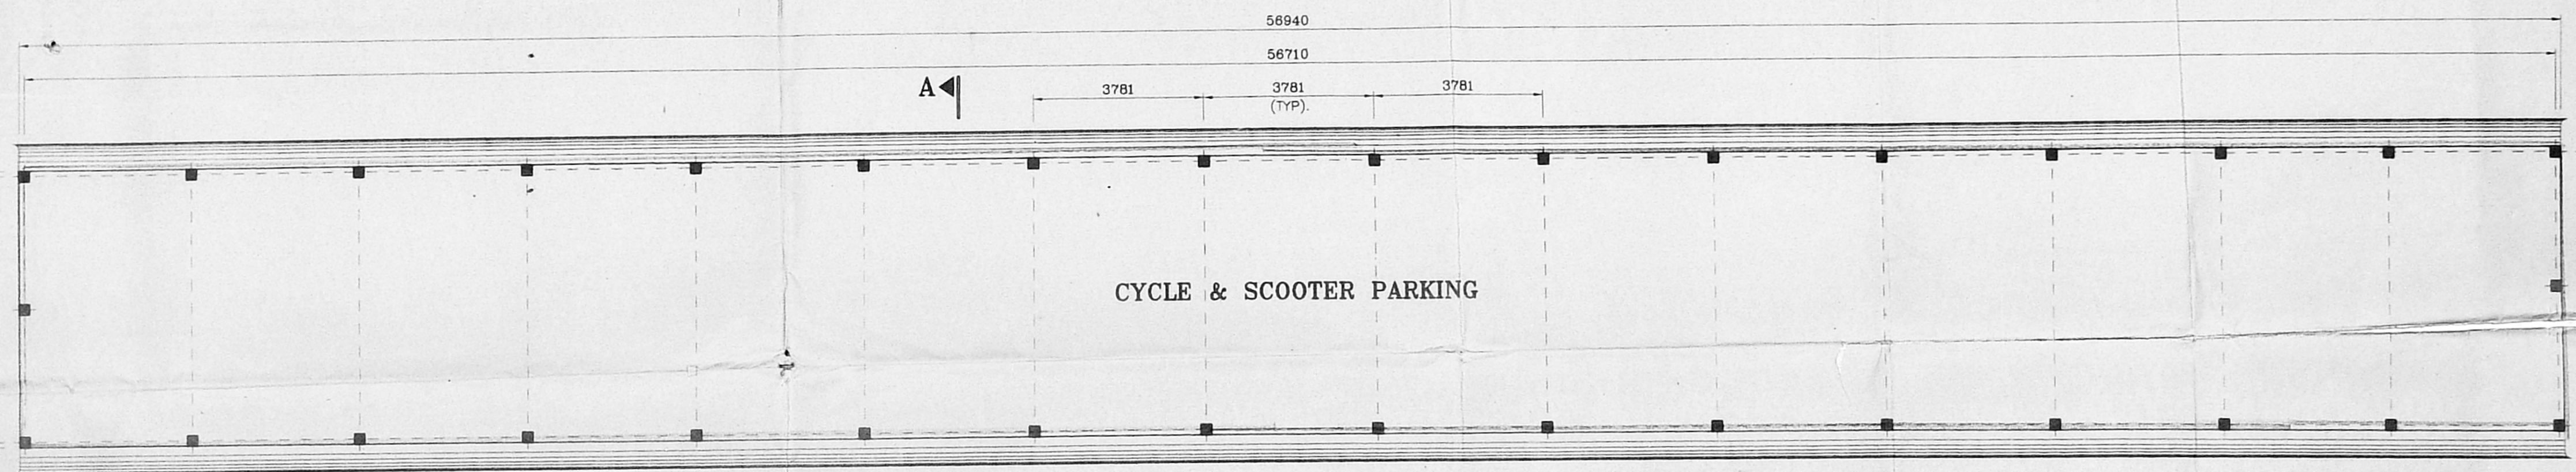 56940
56710
A
3781 3781 3781
(TYP).
CYCLE & SCOOTER PARKING